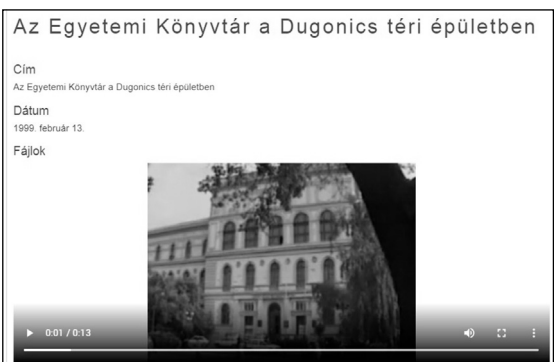 Az Egyetemi Könyvtár a Dugonics téri épületben
Cím
Az Egyetemi Könyvtár a Dugonics téri épületben
Dátum
1999. február 13.
Fájlok
0:01 / 0:13